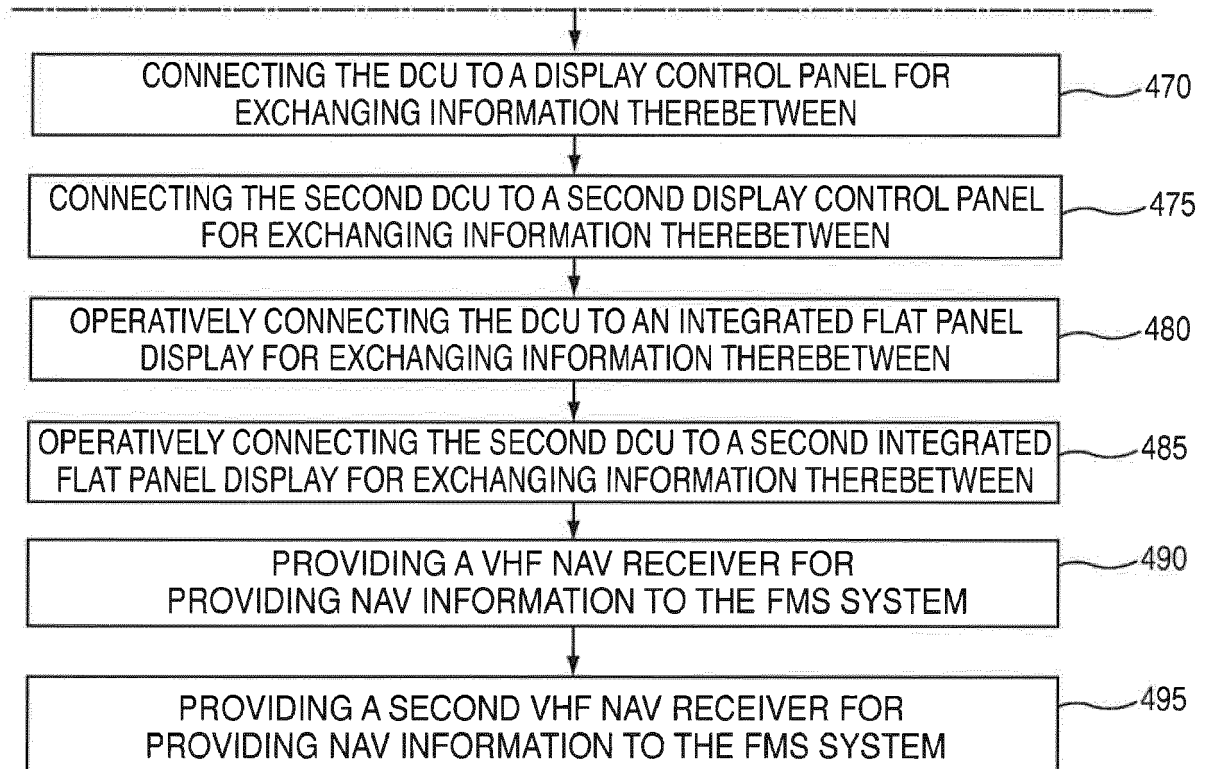 CONNECTING THE DCU TO A DISPLAY CONTROL PANEL FOR
EXCHANGING INFORMATION THEREBETWEEN
470
CONNECTING THE SECOND DCU TO A SECOND DISPLAY CONTROL PANEL
FOR EXCHANGING INFORMATION THEREBETWEEN
475
OPERATIVELY CONNECTING THE DCU TO AN INTEGRATED FLAT PANEL
DISPLAY FOR EXCHANGING INFORMATION THEREBETWEEN
480
OPERATIVELY CONNECTING THE SECOND DCU TO A SECOND INTEGRATED
FLAT PANEL DISPLAY FOR EXCHANGING INFORMATION THEREBETWEEN
485
PROVIDING A VHF NAV RECEIVER FOR
PROVIDING NAV INFORMATION TO THE FMS SYSTEM
490
PROVIDING A SECOND VHF NAV RECEIVER FOR
PROVIDING NAV INFORMATION TO THE FMS SYSTEM
495